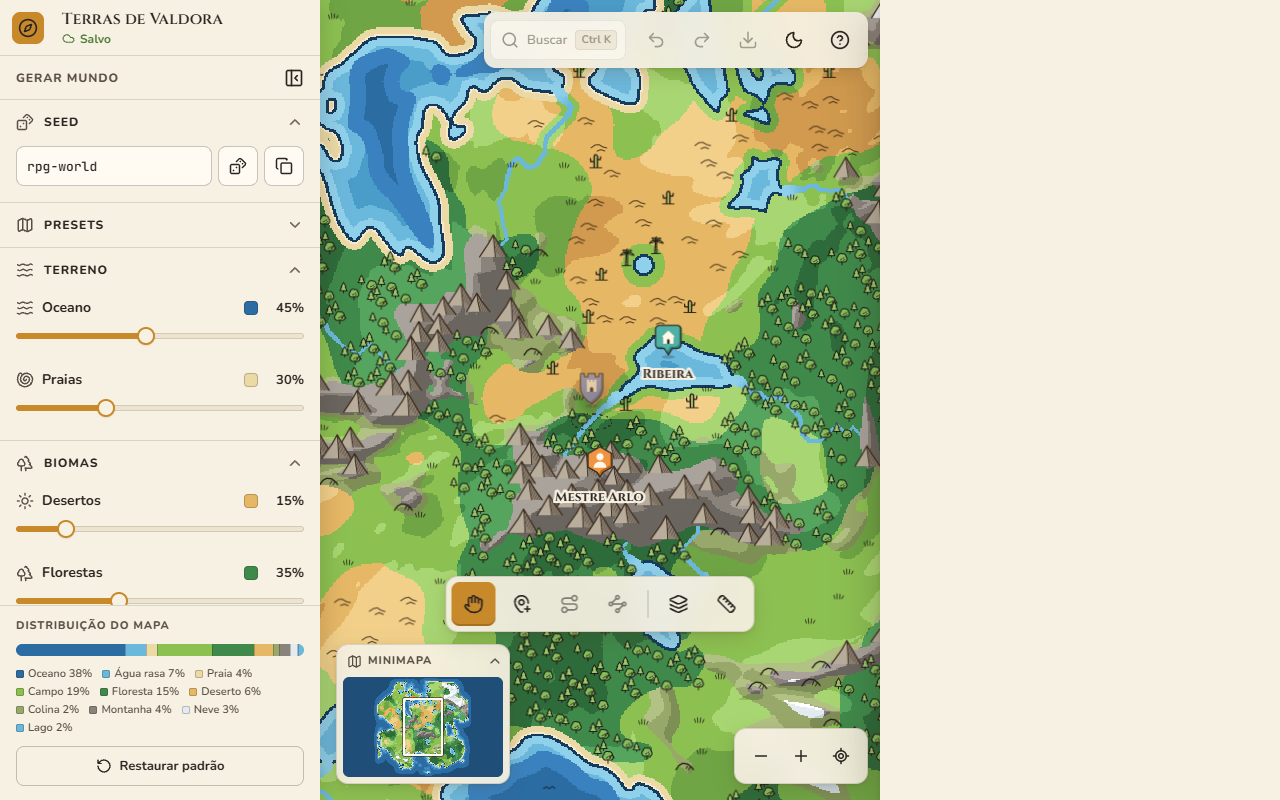 TERRAS DE VALDORA
Salvo
GERAR MUNDO
SEED
rpg-world
PRESETS
TERRENO
Oceano 45%
Praias 30%
BIOMAS
Desertos 15%
Florestas 35%
DISTRIBUIÇÃO DO MAPA
Oceano 38% Água rasa 7% Praia 4%
Campo 19% Floresta 15% Deserto 6%
Colina 2% Montanha 4% Neve 3%
Lago 2%
Restaurar padrão
Buscar Ctrl K
RIBEIRA
MESTRE ARLO
MINIMAPA